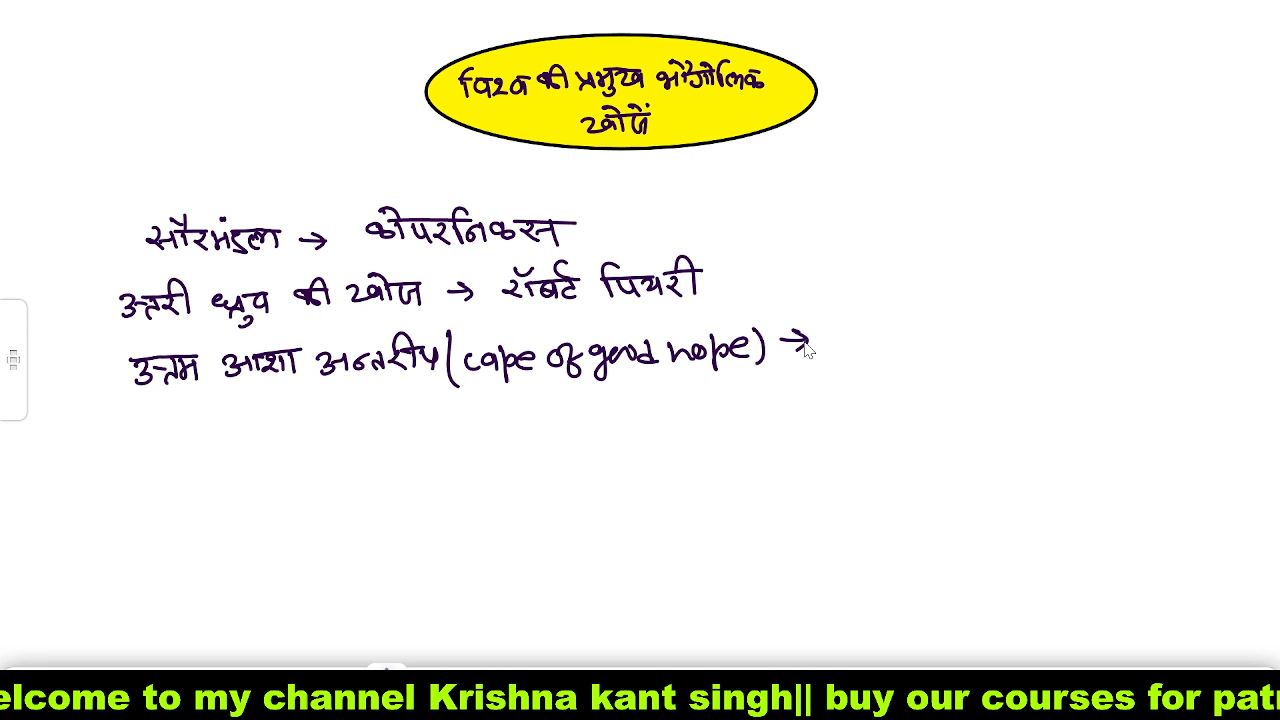 विश्व की प्रमुख भौगोलिक
खोजें
सौरमंडल → कोपरनिकस
उत्तरी ध्रुव की खोज → रॉबर्ट पियरी
उत्तम आशा अन्तरीप (cape of good hope) →
elcome to my channel Krishna kant singh|| buy our courses for pat